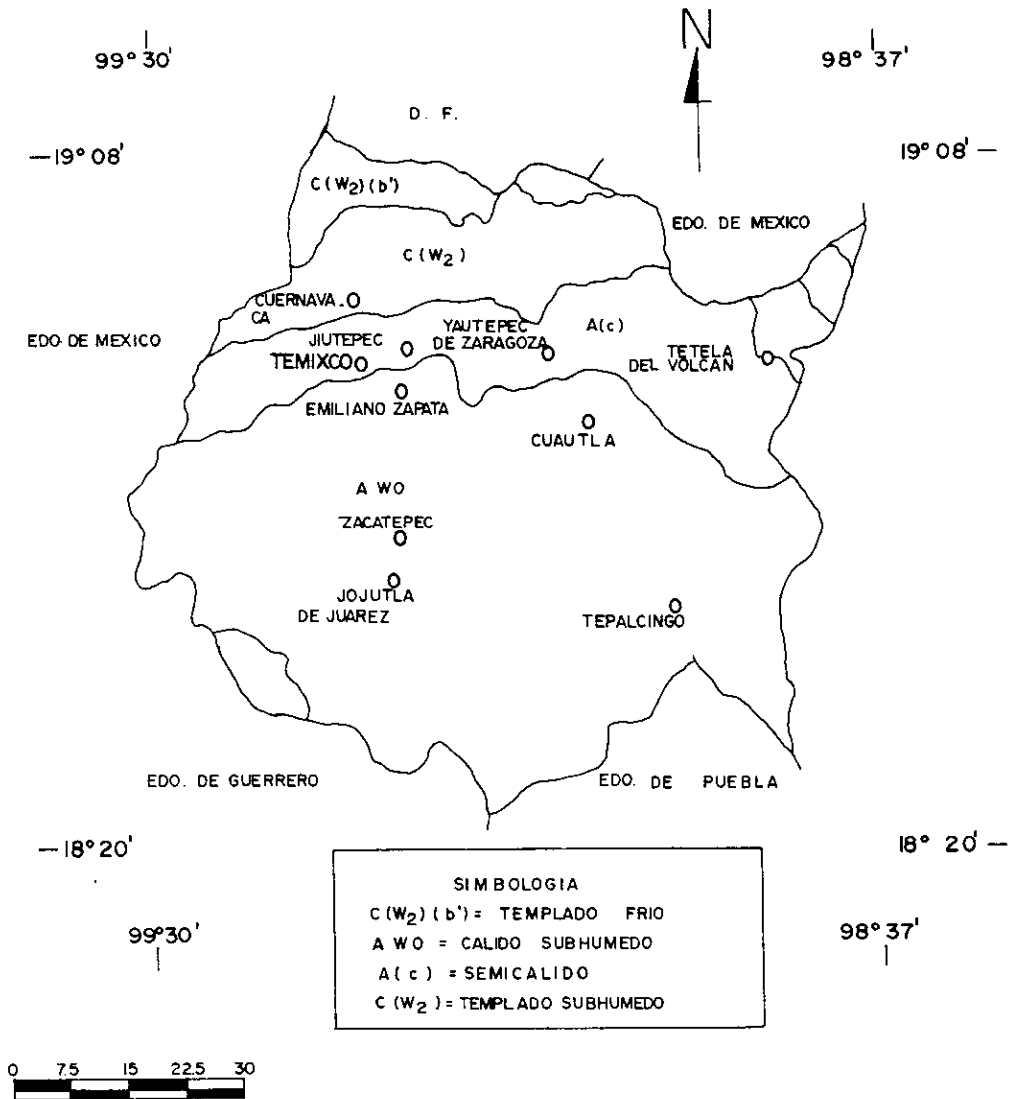 N
99° 30'
98° 37'
D. F.
—19° 08'
19° 08' —
C(W2)(b')
EDO. DE MEXICO
C(W2)
CUERNAVA-
CA
EDO. DE MEXICO
JIUTEPEC
YAUTEPEC
DE ZARAGOZA
A(c)
TEMIXCO
TETELA
DEL VOLCAN
EMILIANO ZAPATA
CUAUTLA
A WO
ZACATEPEC
JOJUTLA
DE JUAREZ
TEPALCINGO
EDO. DE GUERRERO
EDO. DE PUEBLA
—18° 20'
18° 20' —
SIMBOLOGIA
C(W2)(b') = TEMPLADO FRIO
A WO = CALIDO SUBHUMEDO
A(c) = SEMICALIDO
C(W2) = TEMPLADO SUBHUMEDO
99° 30'
98° 37'
0 7.5 15 22.5 30